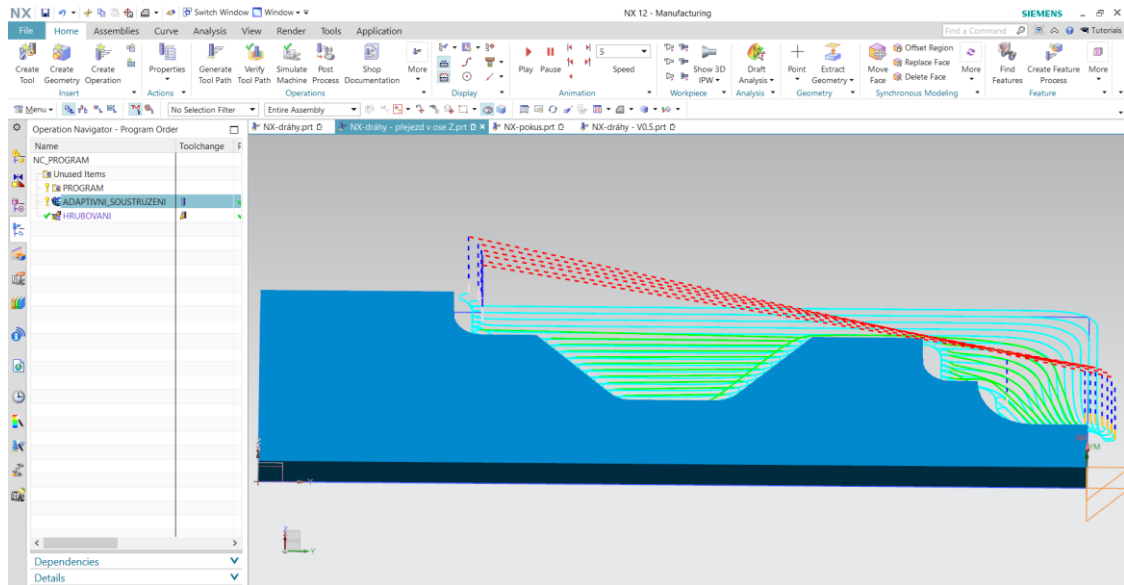 NX Switch Window Window NX 12 - Manufacturing SIEMENS
File Home Assemblies Curve Analysis View Render Tools Application Find a Command Tutorials
Create Tool Create Geometry Create Operation Properties Generate Tool Path Verify Tool Path Simulate Machine Post Process Shop Documentation More Play Pause 5 Speed Show 3D IPW Draft Analysis Point Extract Geometry Move Face Offset Region Replace Face Delete Face More Find Features Create Feature Process More
Insert Actions Operations Display Animation Workpiece Analysis Geometry Synchronous Modeling Feature
Menu No Selection Filter Entire Assembly
Operation Navigator - Program Order NX-dráhy.prt NX-dráhy - přejezd v ose Z.prt NX-pokus.prt NX-dráhy - V0.5.prt
Name Toolchange
NC_PROGRAM
Unused Items
PROGRAM
ADAPTIVNI_SOUSTRUZENI
HRUBOVANI
YM
Z
Y
Dependencies
Details